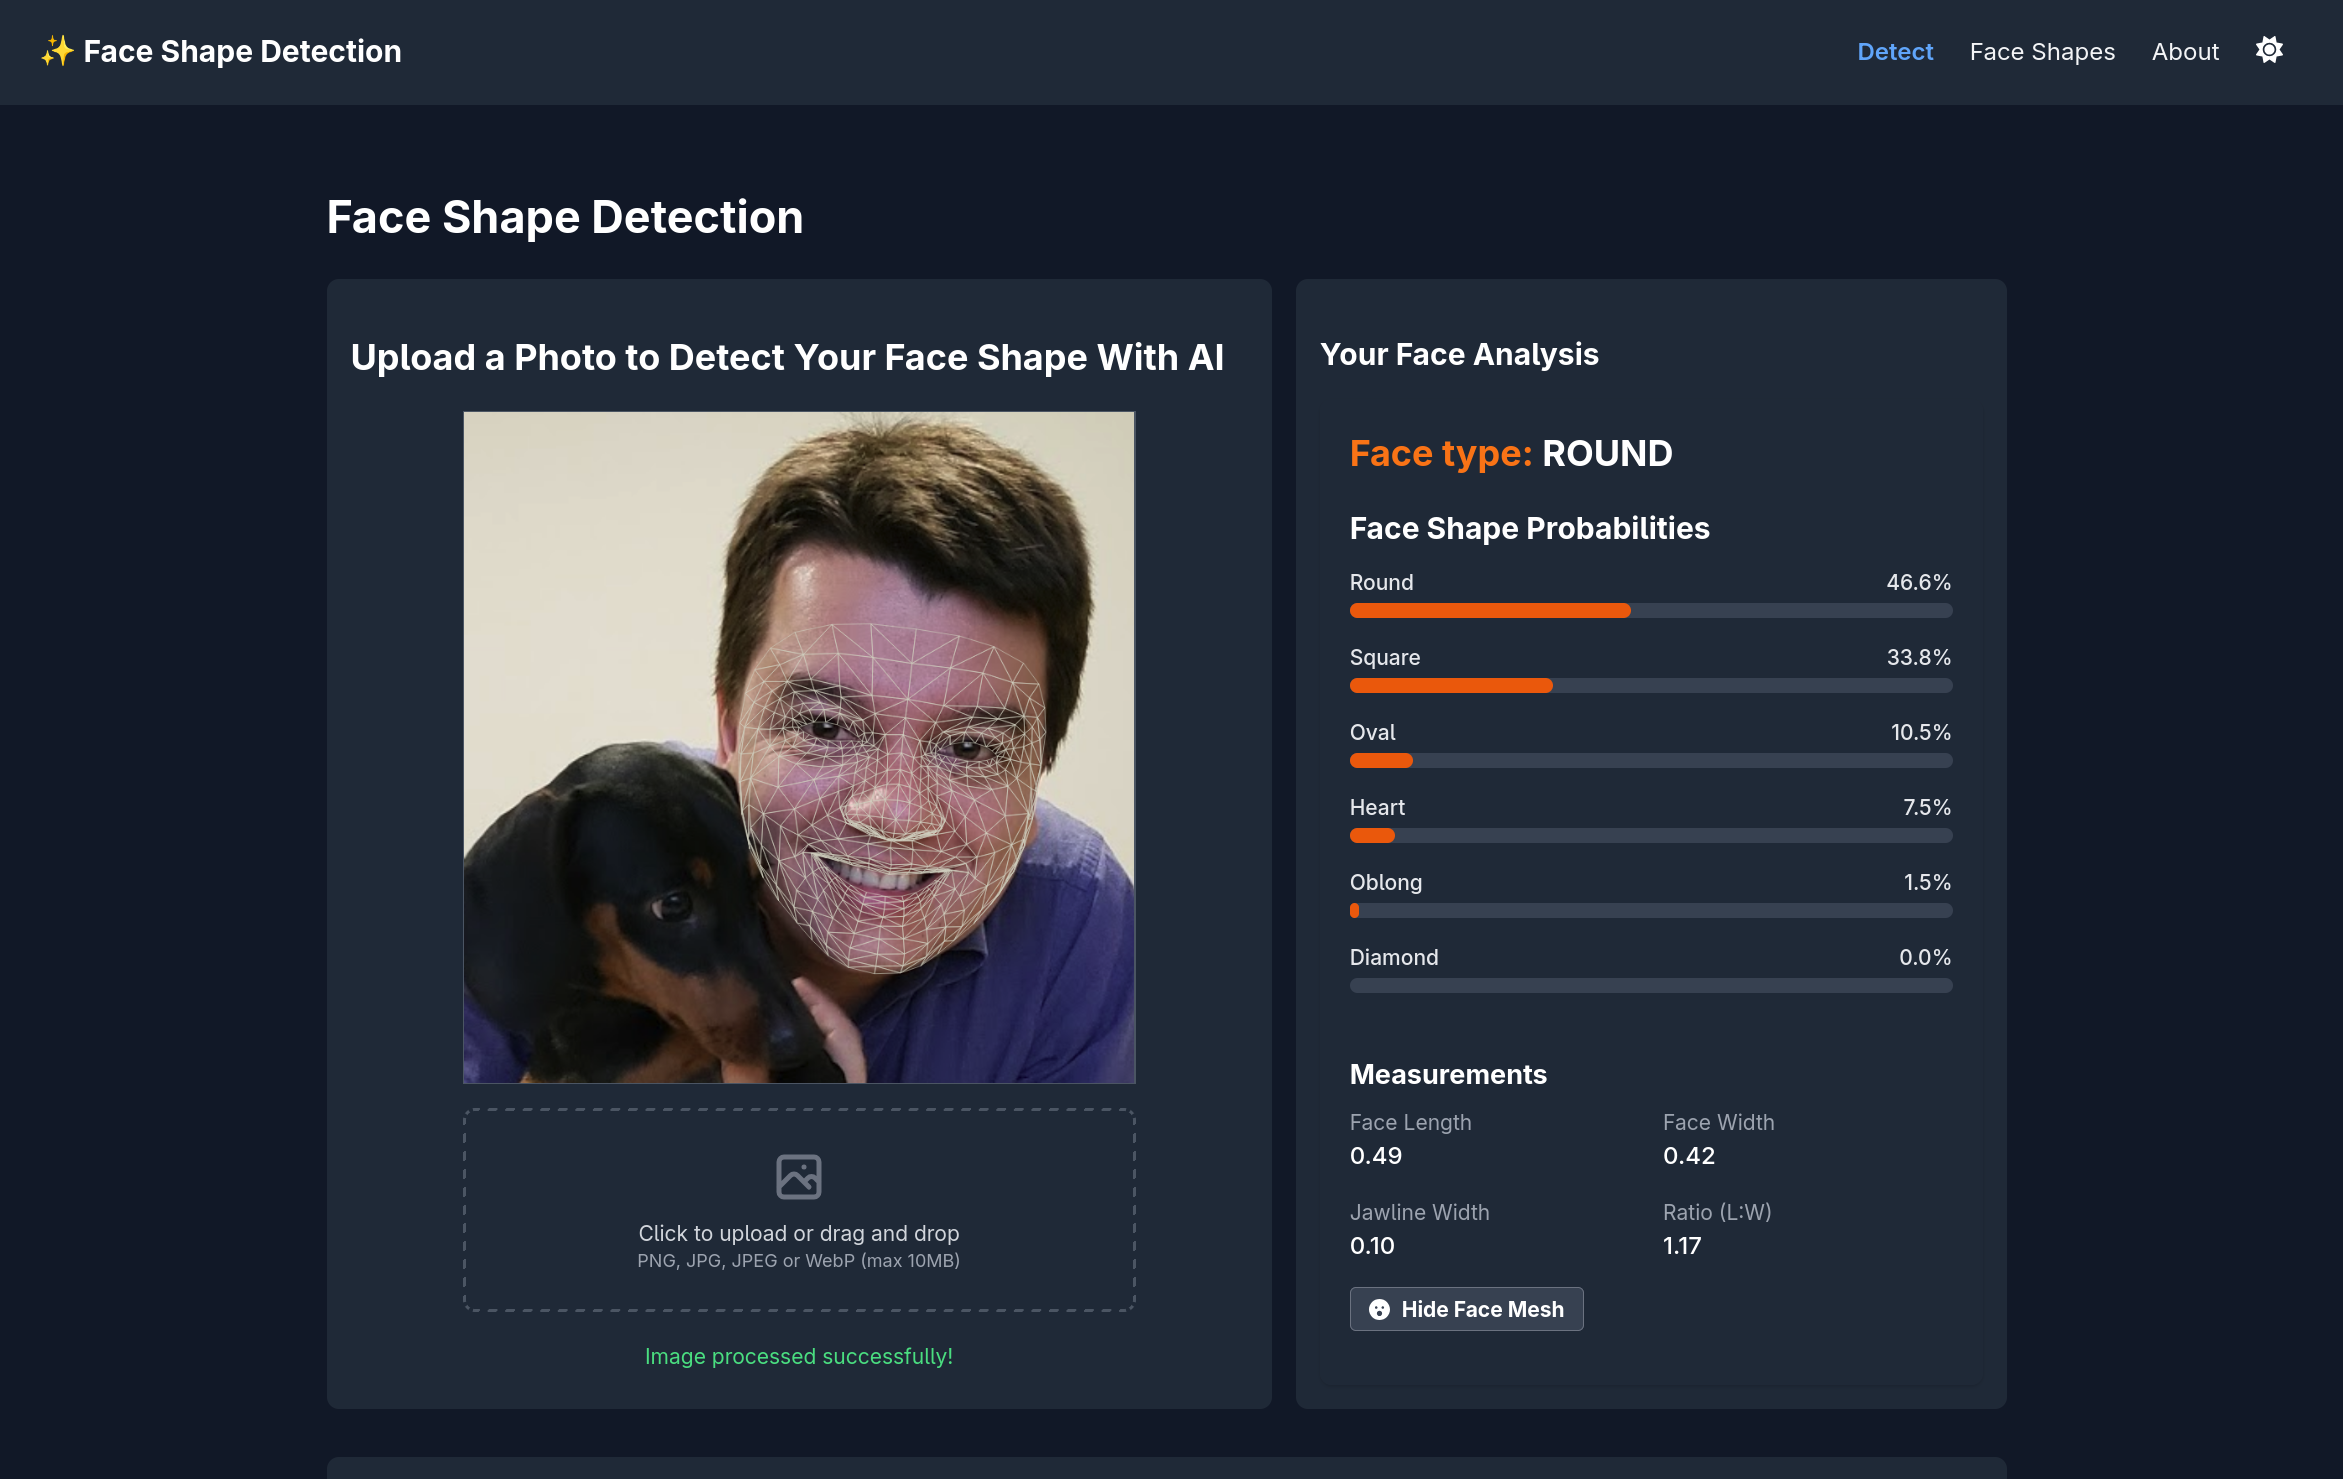 ✨ Face Shape Detection
Detect Face Shapes About
Face Shape Detection
Upload a Photo to Detect Your Face Shape With AI
Click to upload or drag and drop
PNG, JPG, JPEG or WebP (max 10MB)
Image processed successfully!
Your Face Analysis
Face type: ROUND
Face Shape Probabilities
Round 46.6%
Square 33.8%
Oval 10.5%
Heart 7.5%
Oblong 1.5%
Diamond 0.0%
Measurements
Face Length Face Width
0.49 0.42
Jawline Width Ratio (L:W)
0.10 1.17
Hide Face Mesh